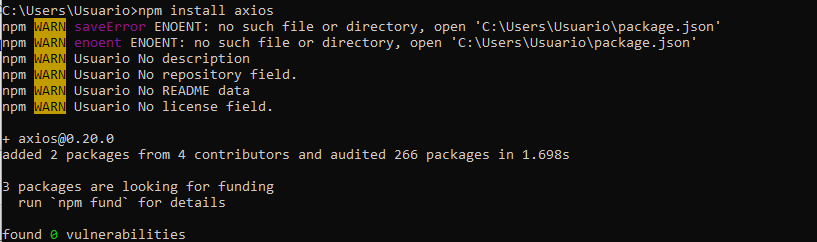 C:\Users\Usuario>npm install axios
npm WARN saveError ENOENT: no such file or directory, open 'C:\Users\Usuario\package.json'
npm WARN enoent ENOENT: no such file or directory, open 'C:\Users\Usuario\package.json'
npm WARN Usuario No description
npm WARN Usuario No repository field.
npm WARN Usuario No README data
npm WARN Usuario No license field.
+ axios@0.20.0
added 2 packages from 4 contributors and audited 266 packages in 1.698s
3 packages are looking for funding
run `npm fund` for details
found 0 vulnerabilities